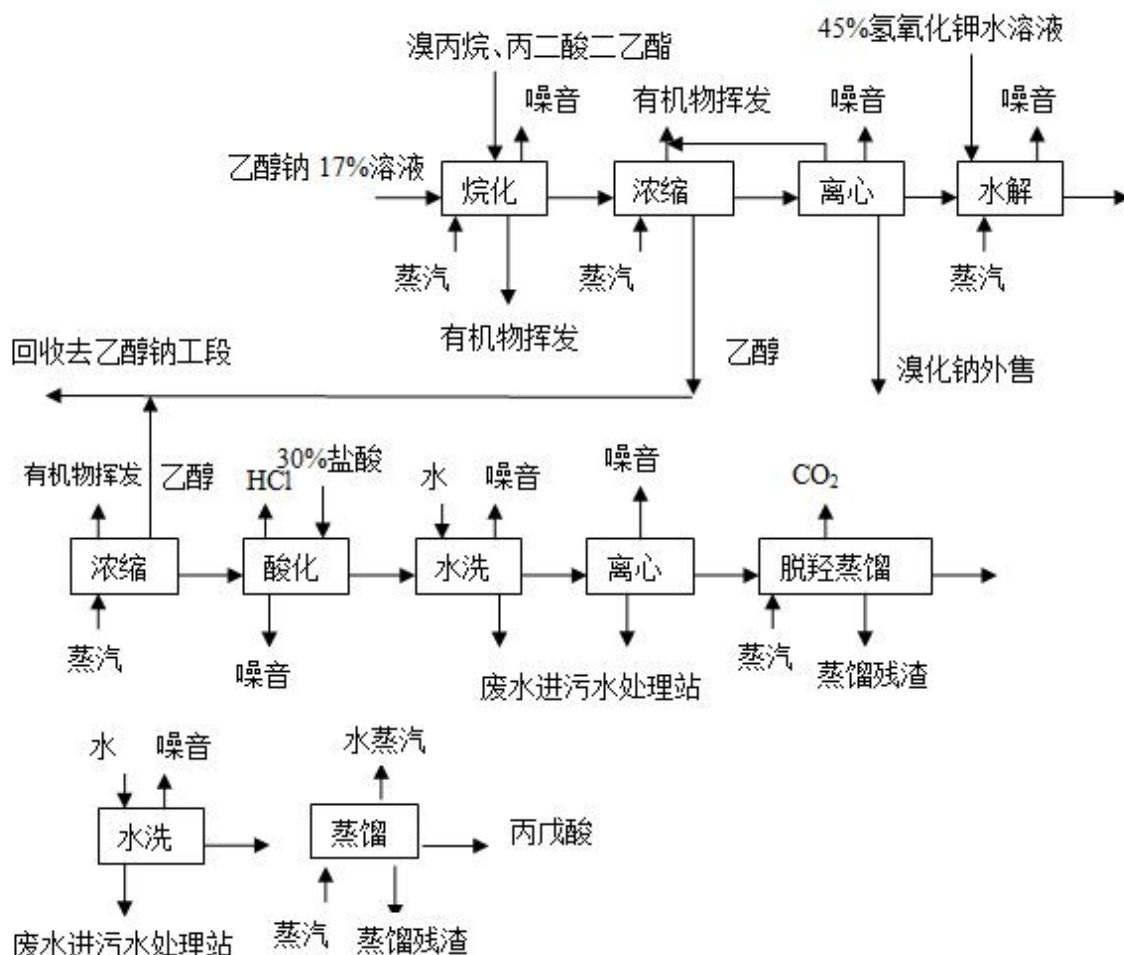 溴丙烷、丙二酸二乙酯
45%氢氧化钾水溶液
噪音
有机物挥发
噪音
噪音
乙醇钠 17%溶液
烷化
浓缩
离心
水解
蒸汽
蒸汽
蒸汽
有机物挥发
乙醇
溴化钠外售
回收去乙醇钠工段
有机物挥发
乙醇
HCl
30%盐酸
水
噪音
噪音
CO₂
浓缩
酸化
水洗
离心
脱羟蒸馏
蒸汽
噪音
废水进污水处理站
蒸汽
蒸馏残渣
水
噪音
水蒸汽
水洗
蒸馏
丙戊酸
废水进污水处理站
蒸汽
蒸馏残渣